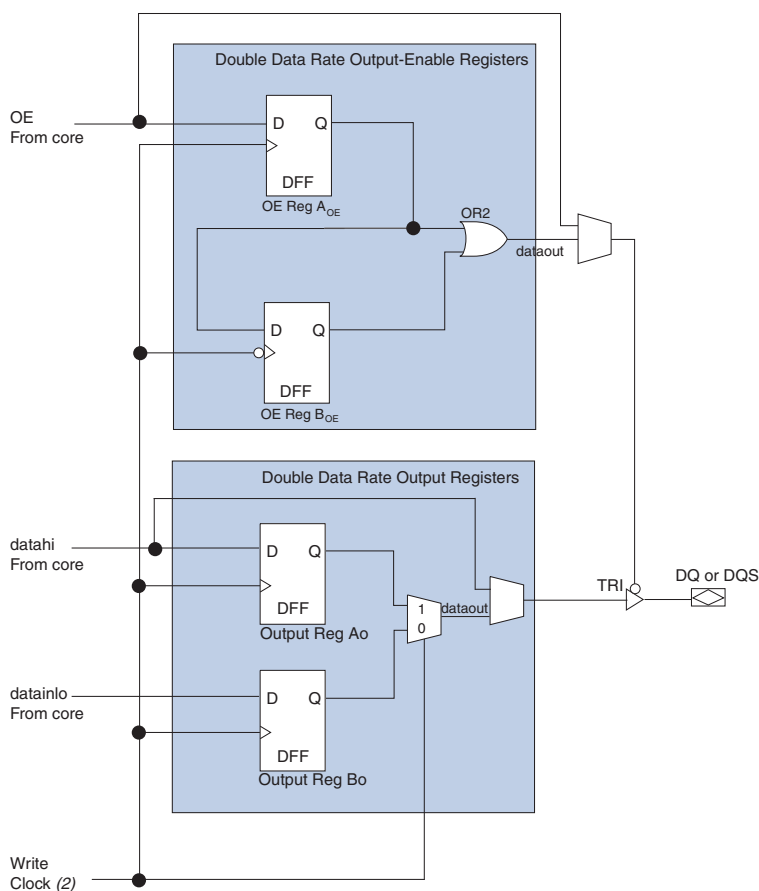 Double Data Rate Output-Enable Registers
OE
From core
D Q
DFF
OE Reg AOE
OR2
dataout
D Q
DFF
OE Reg BOE
Double Data Rate Output Registers
datahi
From core
D Q
DFF
Output Reg Ao
1
0
dataout
TRI
DQ or DQS
datainlo
From core
D Q
DFF
Output Reg Bo
Write
Clock (2)